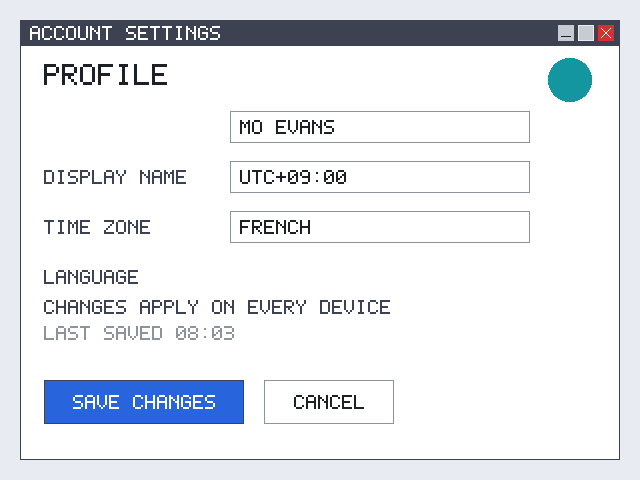 ACCOUNT SETTINGS
PROFILE
MO EVANS
DISPLAY NAME UTC+09:00
TIME ZONE FRENCH
LANGUAGE
CHANGES APPLY ON EVERY DEVICE
LAST SAVED 08:03
SAVE CHANGES CANCEL